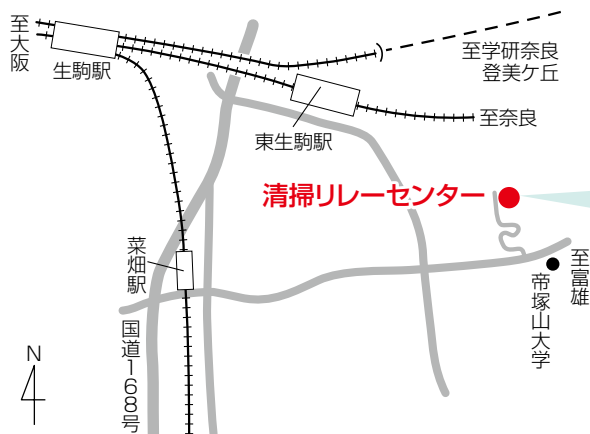 至大阪
生駒駅
至学研奈良
登美ケ丘
東生駒駅
至奈良
清掃リレーセンター
菜畑駅
至富雄
帝塚山大学
国道168号
N